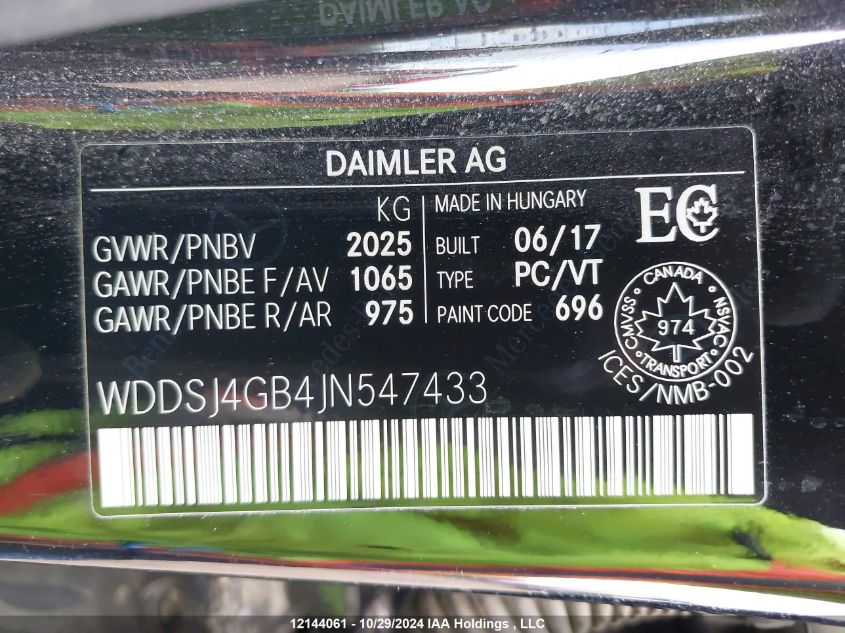 DAIMLER AG
DAIMLER AG
KG
GVWR/PNBV 2025
GAWR/PNBE F/AV 1065
GAWR/PNBE R/AR 975
MADE IN HUNGARY
BUILT 06/17
TYPE PC/VT
PAINT CODE 696
EC
CANADA
CMVSS NSVAC
974
TRANSPORT
ICES/NMB-002
WDDSJ4GB4JN547433
12144061 - 10/29/2024 IAA Holdings , LLC